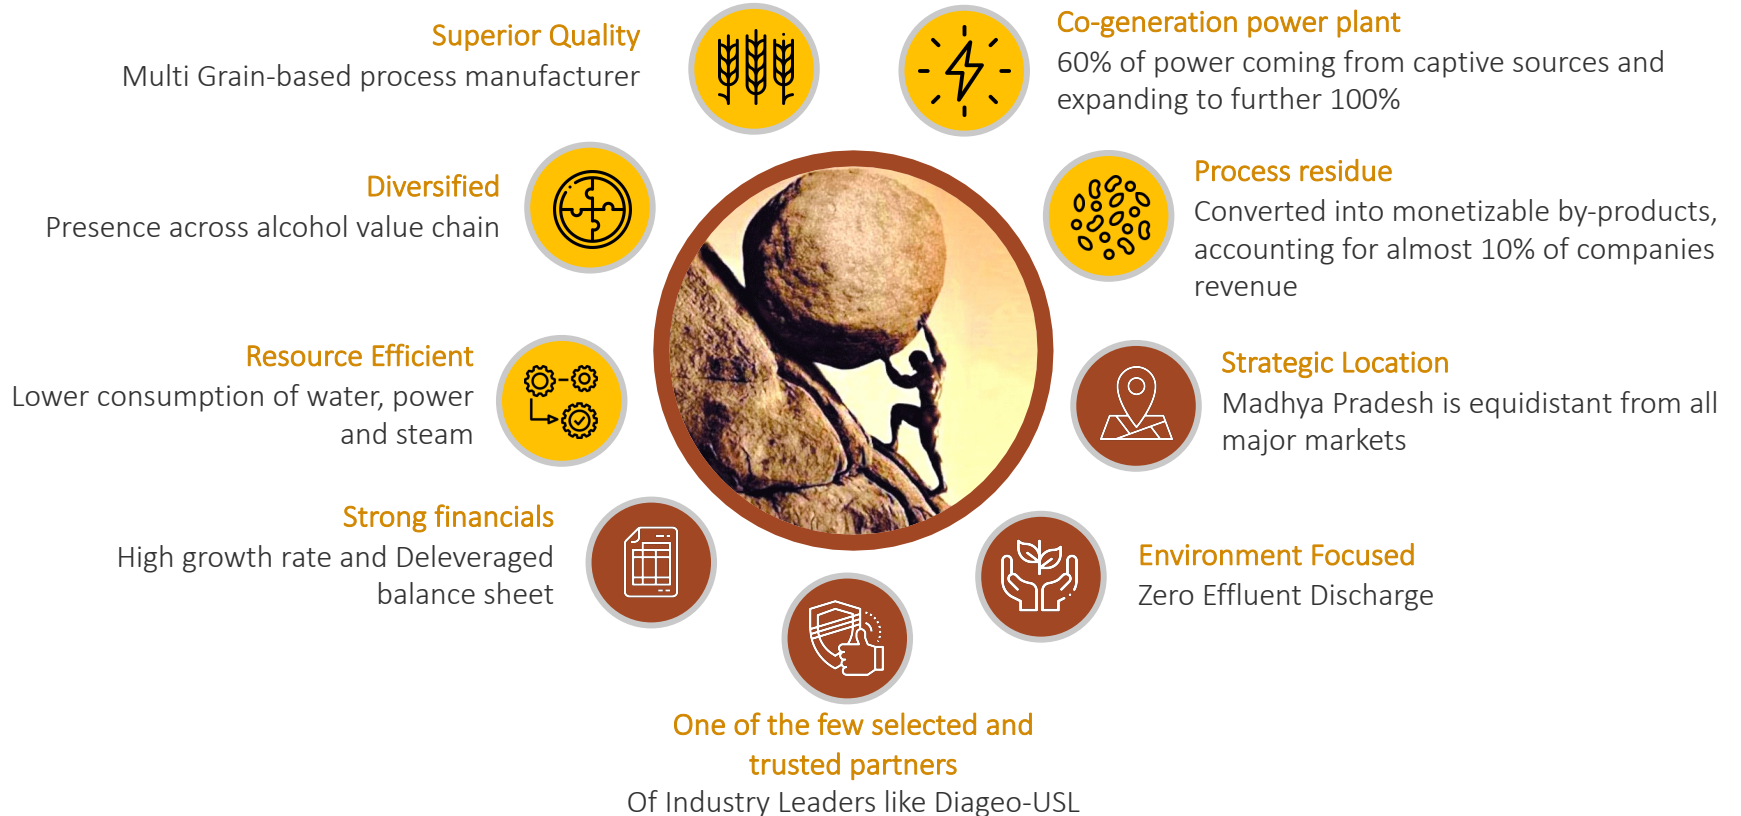 Superior Quality
Multi Grain-based process manufacturer
Co-generation power plant
60% of power coming from captive sources and
expanding to further 100%
Diversified
Presence across alcohol value chain
Process residue
Converted into monetizable by-products,
accounting for almost 10% of companies
revenue
Resource Efficient
Lower consumption of water, power
and steam
Strategic Location
Madhya Pradesh is equidistant from all
major markets
Strong financials
High growth rate and Deleveraged
balance sheet
Environment Focused
Zero Effluent Discharge
One of the few selected and
trusted partners
Of Industry Leaders like Diageo-USL